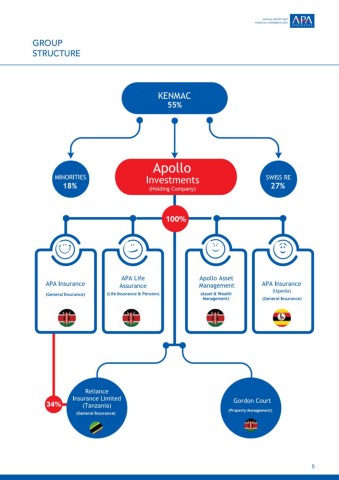 ANNUAL REPORT AND
FINANCIAL STATEMENTS
APA
GROUP
STRUCTURE
KENMAC
55%
MINORITIES
18%
Apollo
Investments
(Holding Company)
SWISS RE
27%
100%
APA Insurance
(General Insurance)
APA Life
Assurance
(Life Insurance & Pension)
Apollo Asset
Management
(Asset & Wealth
Management)
APA Insurance
(Uganda)
(General Insurance)
34%
Reliance
Insurance Limited
(Tanzania)
(General Insurance)
Gordon Court
(Property Management)
5